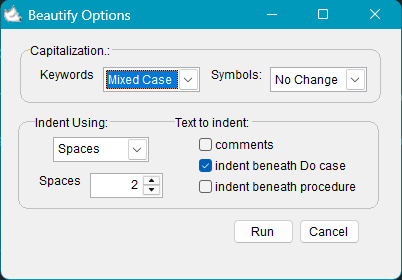 Beautify Options
Capitalization.:
Keywords Mixed Case Symbols: No Change
Indent Using: Text to indent:
Spaces comments
indent beneath Do case
Spaces 2 indent beneath procedure
Run Cancel